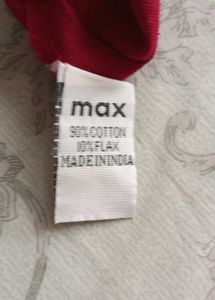 max
90% COTTON
10% FLAX
MADE IN INDIA